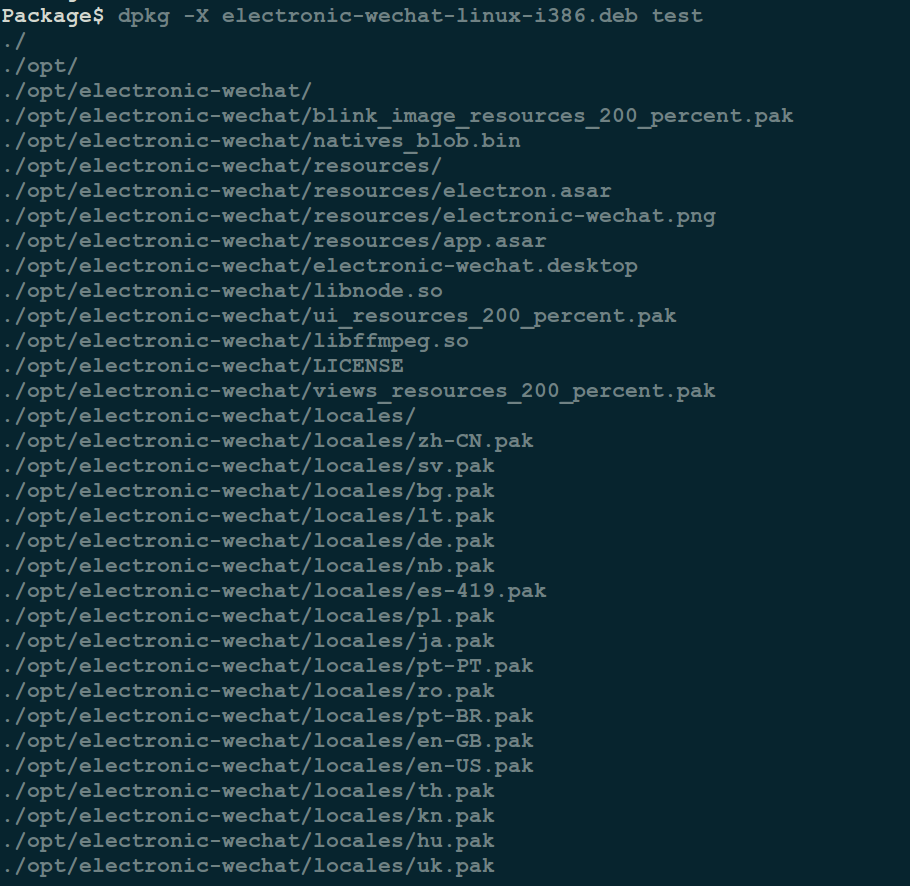 Package$ dpkg -X electronic-wechat-linux-i386.deb test
./
./opt/
./opt/electronic-wechat/
./opt/electronic-wechat/blink_image_resources_200_percent.pak
./opt/electronic-wechat/natives_blob.bin
./opt/electronic-wechat/resources/
./opt/electronic-wechat/resources/electron.asar
./opt/electronic-wechat/resources/electronic-wechat.png
./opt/electronic-wechat/resources/app.asar
./opt/electronic-wechat/electronic-wechat.desktop
./opt/electronic-wechat/libnode.so
./opt/electronic-wechat/ui_resources_200_percent.pak
./opt/electronic-wechat/libffmpeg.so
./opt/electronic-wechat/LICENSE
./opt/electronic-wechat/views_resources_200_percent.pak
./opt/electronic-wechat/locales/
./opt/electronic-wechat/locales/zh-CN.pak
./opt/electronic-wechat/locales/sv.pak
./opt/electronic-wechat/locales/bg.pak
./opt/electronic-wechat/locales/lt.pak
./opt/electronic-wechat/locales/de.pak
./opt/electronic-wechat/locales/nb.pak
./opt/electronic-wechat/locales/es-419.pak
./opt/electronic-wechat/locales/pl.pak
./opt/electronic-wechat/locales/ja.pak
./opt/electronic-wechat/locales/pt-PT.pak
./opt/electronic-wechat/locales/ro.pak
./opt/electronic-wechat/locales/pt-BR.pak
./opt/electronic-wechat/locales/en-GB.pak
./opt/electronic-wechat/locales/en-US.pak
./opt/electronic-wechat/locales/th.pak
./opt/electronic-wechat/locales/kn.pak
./opt/electronic-wechat/locales/hu.pak
./opt/electronic-wechat/locales/uk.pak